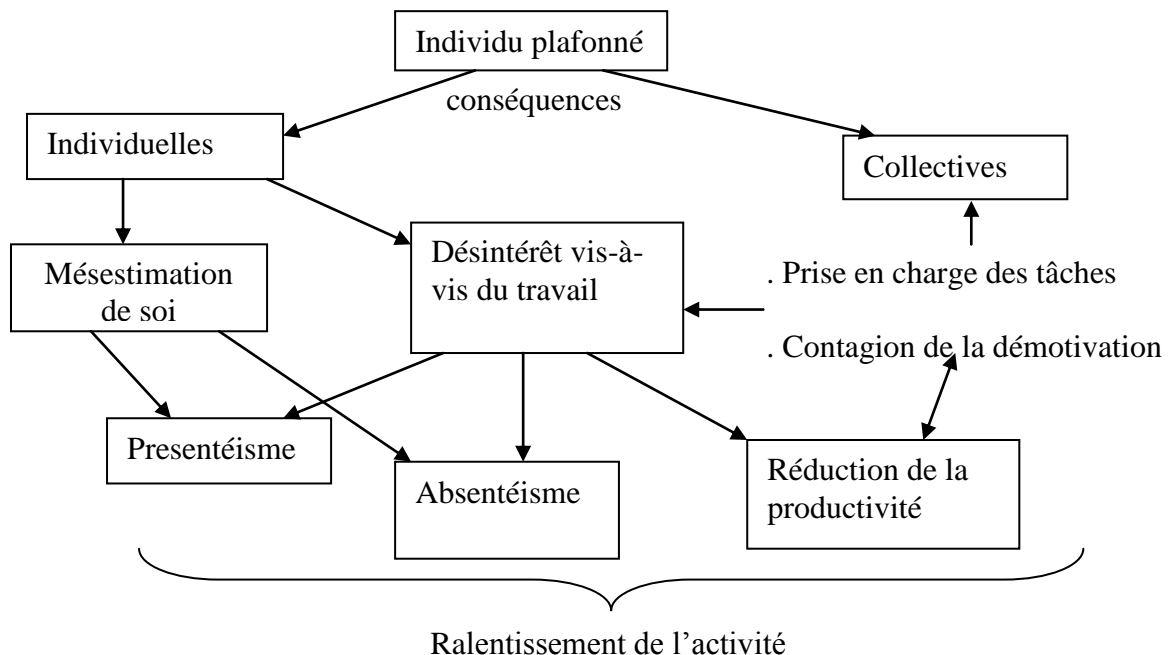 Individu plafonné
conséquences
Individuelles
Collectives
Mésestimation
de soi
Désintérêt vis-à-
vis du travail
. Prise en charge des tâches
. Contagion de la démotivation
Presentéisme
Absentéisme
Réduction de la
productivité
Ralentissement de l’activité